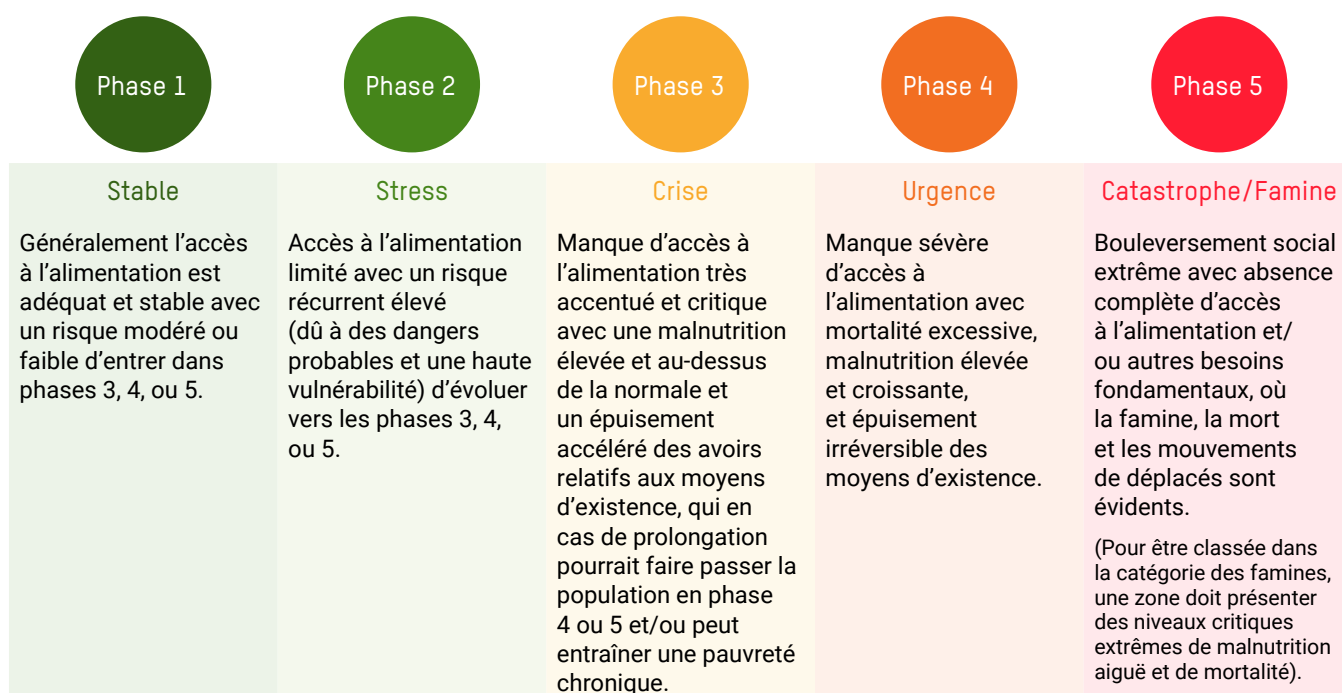 Phase 1
Phase 2
Phase 3
Phase 4
Phase 5
Stable
Généralement l'accès
à l'alimentation est
adéquat et stable avec
un risque modéré ou
faible d'entrer dans
phases 3, 4, ou 5.
Stress
Accès à l'alimentation
limité avec un risque
récurrent élevé
(dû à des dangers
probables et une haute
vulnérabilité) d'évoluer
vers les phases 3, 4,
ou 5.
Crise
Manque d'accès à
l'alimentation très
accentué et critique
avec une malnutrition
élevée et au-dessus
de la normale et
un épuisement
accéléré des avoirs
relatifs aux moyens
d'existence, qui en
cas de prolongation
pourrait faire passer la
population en phase
4 ou 5 et/ou peut
entraîner une pauvreté
chronique.
Urgence
Manque sévère
d'accès à
l'alimentation avec
mortalité excessive,
malnutrition élevée
et croissante,
et épuisement
irréversible des
moyens d'existence.
Catastrophe/Famine
Bouleversement social
extrême avec absence
complète d'accès
à l'alimentation et/
ou autres besoins
fondamentaux, où
la famine, la mort
et les mouvements
de déplacés sont
évidents.
(Pour être classée dans
la catégorie des famines,
une zone doit présenter
des niveaux critiques
extrêmes de malnutrition
aiguë et de mortalité).